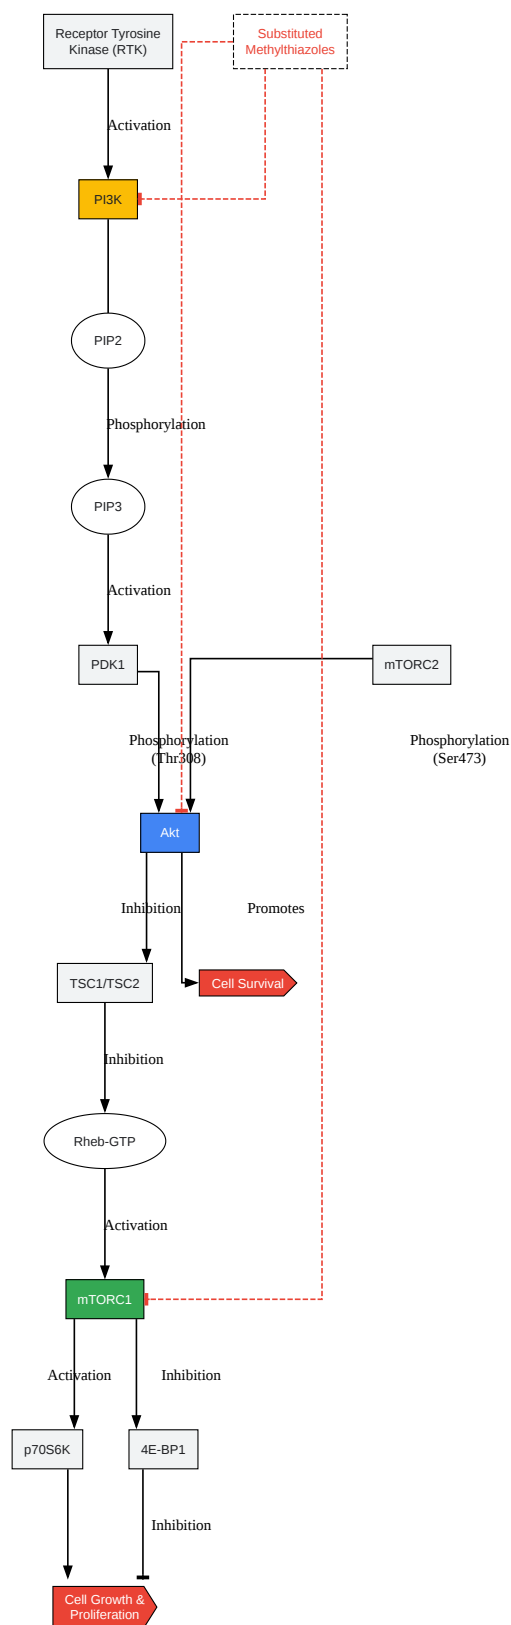 Receptor Tyrosine
Kinase (RTK)
Substituted
Methylthiazoles
Activation
PI3K
PIP2
Phosphorylation
PIP3
Activation
PDK1
mTORC2
Phosphorylation
(Thr308)
Phosphorylation
(Ser473)
Akt
Inhibition
Promotes
TSC1/TSC2
Cell Survival
Inhibition
Rheb-GTP
Activation
mTORC1
Activation
Inhibition
p70S6K
4E-BP1
Inhibition
Cell Growth &
Proliferation